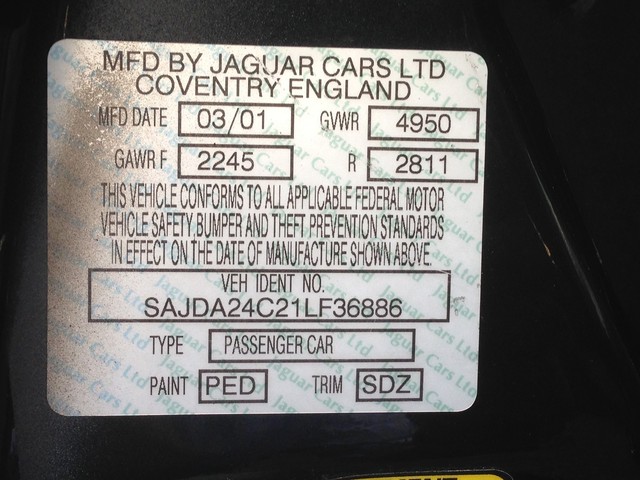 MFD BY JAGUAR CARS LTD
COVENTRY ENGLAND
MFD DATE 03/01 GVWR 4950
GAWR F 2245 R 2811
THIS VEHICLE CONFORMS TO ALL APPLICABLE FEDERAL MOTOR
VEHICLE SAFETY BUMPER AND THEFT PREVENTION STANDARDS
IN EFFECT ON THE DATE OF MANUFACTURE SHOWN ABOVE.
VEH IDENT NO.
SAJDA24C21LF36886
TYPE PASSENGER CAR
PAINT PED TRIM SDZ